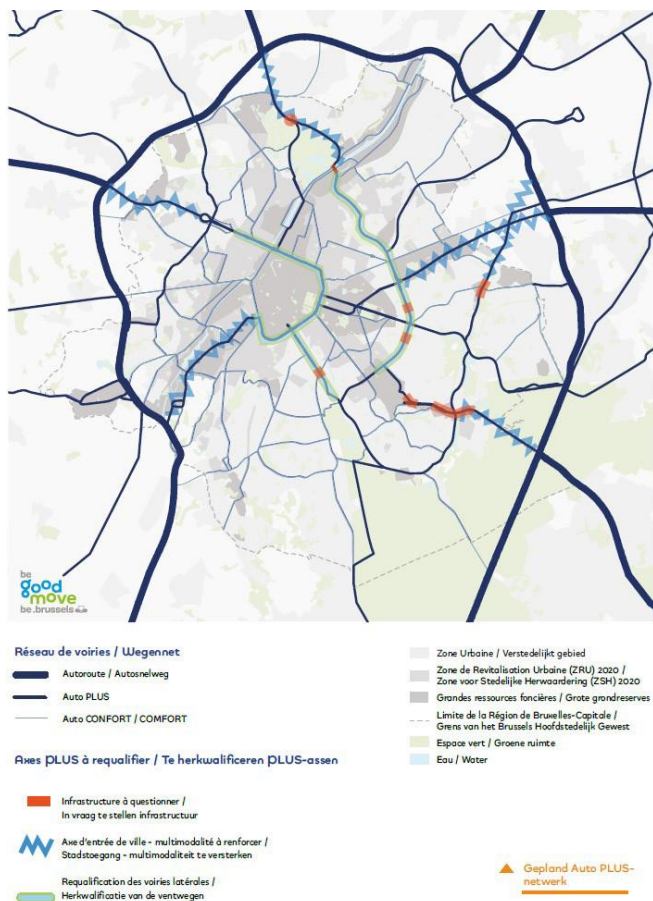 be
good
move
be.brussels
Réseau de voiries / Wegennet
Autoroute / Autosnelweg
Auto PLUS
Auto CONFORT / COMFORT
Axes PLUS à requalifier / Te herkwalificeren PLUS-assen
Infrastructure à questionner /
In vraag te stellen infrastructuur
Axe d'entrée de ville - multimodalité à renforcer /
Stadstoegang - multimodaliteit te versterken
Requalification des voiries latérales /
Herkwalificatie van de ventwegen
Zone Urbaine / Verstedelijkt gebied
Zone de Revitalisation Urbaine (ZRU) 2020 /
Zone voor Stedelijke Herwaardering (ZSH) 2020
Grandes ressources foncières / Grote grondreserves
Limite de la Région de Bruxelles-Capitale /
Grens van het Brussels Hoofdstedelijk Gewest
Espace vert / Groene ruimte
Eau / Water
Gepland Auto PLUS-
netwerk